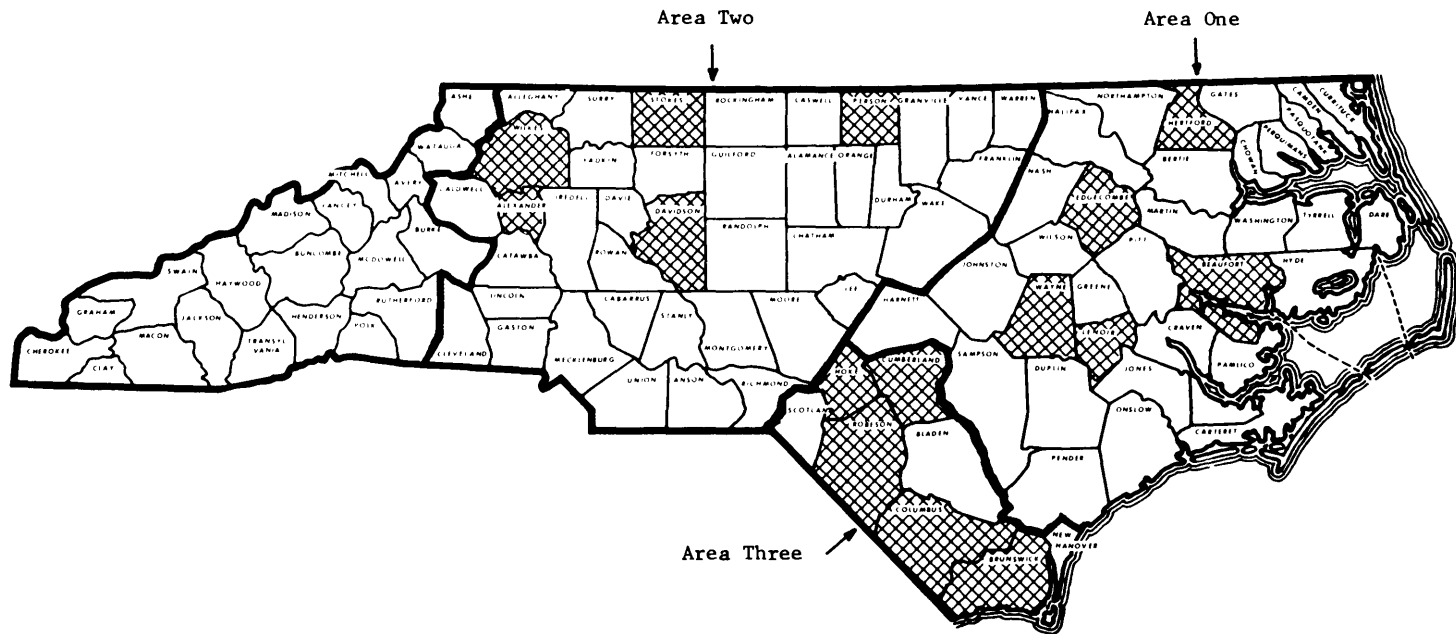 Area Two
Area One
ASHE
ALLEGHANY
SURRY
STOKES
ROCKINGHAM
CASWELL
PERSON
GRANVILLE
VANCE
WARREN
NORTHAMPTON
GATES
CURRITUCK
CAMDEN
PASQUOTANK
PERQUIMANS
CHOWAN
HALIFAX
HERTFORD
WILKES
WATAUGA
YADKIN
FORSYTH
GUILFORD
ALAMANCE
ORANGE
FRANKLIN
NASH
BERTIE
MITCHELL
AVERY
CALDWELL
ALEXANDER
IREDELL
DAVIE
DAVIDSON
DURHAM
WAKE
EDGECOMBE
MARTIN
WASHINGTON
TYRRELL
DARE
MADISON
YANCEY
BURKE
RANDOLPH
CHATHAM
WILSON
PITT
BUNCOMBE
MCDOWELL
CATAWBA
ROWAN
JOHNSTON
BEAUFORT
HYDE
SWAIN
HAYWOOD
RUTHERFORD
LINCOLN
CABARRUS
STANLY
MOORE
LEE
HARNETT
WAYNE
GREENE
GRAHAM
JACKSON
HENDERSON
POLK
GASTON
LENOIR
CRAVEN
CHEROKEE
MACON
CLAY
TRANSYL
VANIA
CLEVELAND
MECKLENBURG
MONTGOMERY
HOKE
CUMBERLAND
SAMPSON
DUPLIN
JONES
PAMLICO
UNION
ANSON
RICHMOND
SCOTLAND
ROBESON
BLADEN
ONSLOW
CARTERET
PENDER
COLUMBUS
NEW
HANOVER
BRUNSWICK
Area Three